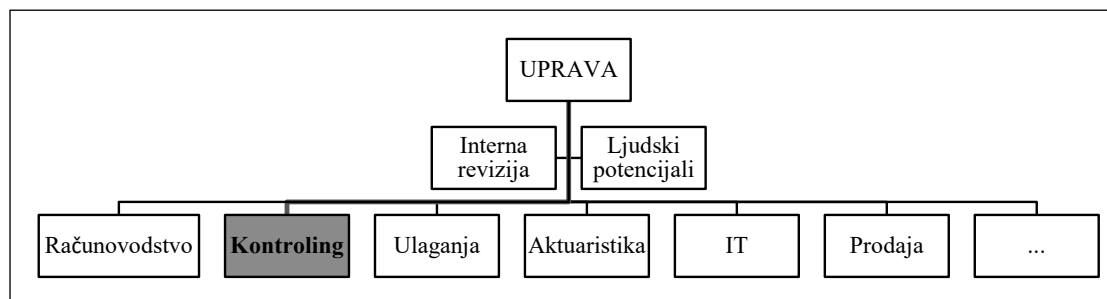 UPRAVA
Interna
revizija
Ljudski
potencijali
Računovodstvo
Kontroling
Ulaganja
Aktuaristika
IT
Prodaja
...